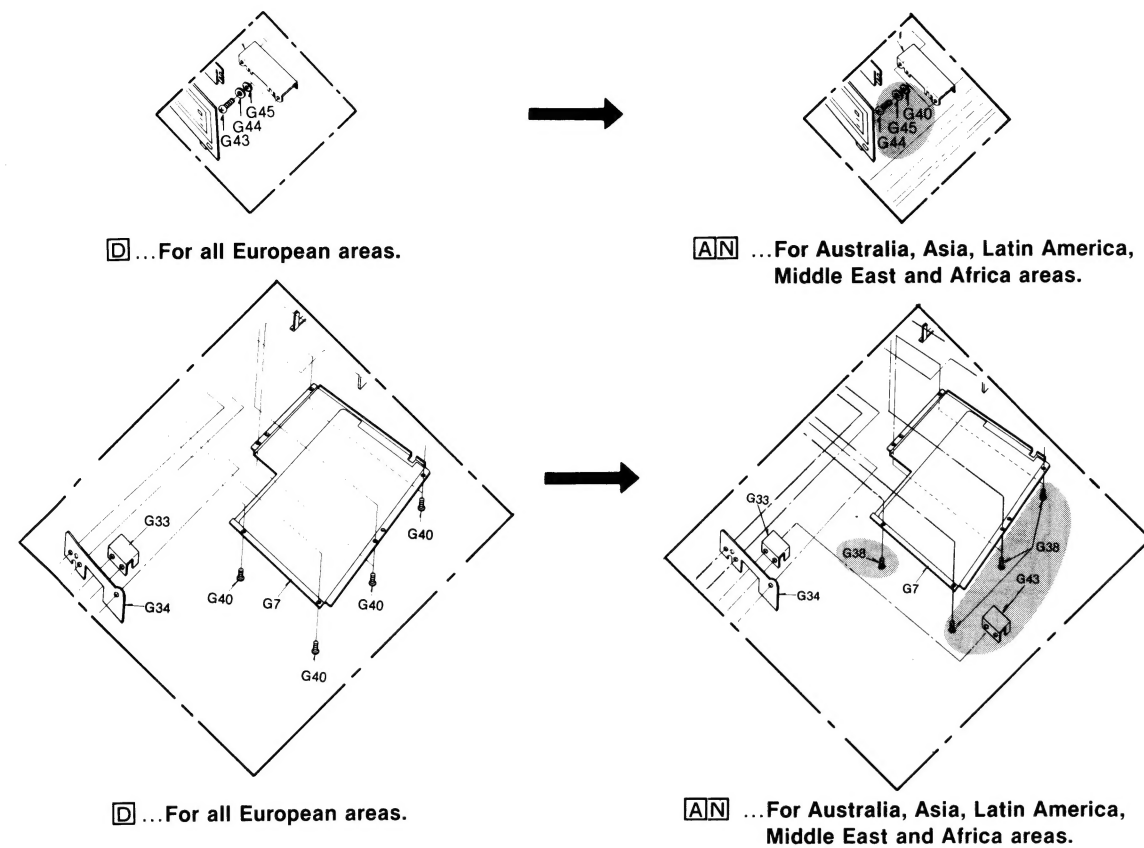 G45
G44
G43
G40
G45
G44
D ...For all European areas.
A N ...For Australia, Asia, Latin America,
Middle East and Africa areas.
G33
G34
G40
G7
G40
G40
G40
G33
G34
G38
G7
G38
G43
D ...For all European areas.
A N ...For Australia, Asia, Latin America,
Middle East and Africa areas.